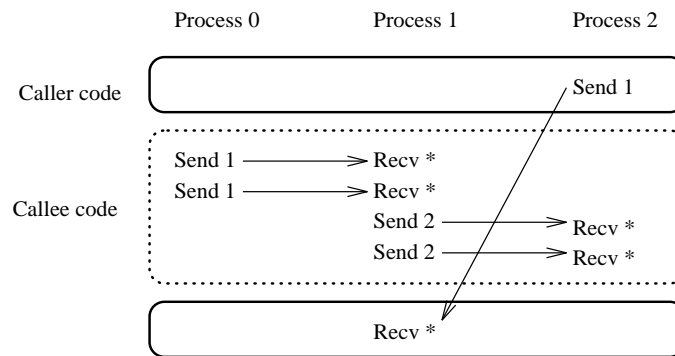 Process 0 Process 1 Process 2
Caller code Send 1
Send 1 Recv *
Send 1 Recv *
Callee code
Send 2 Recv *
Send 2 Recv *
Recv *